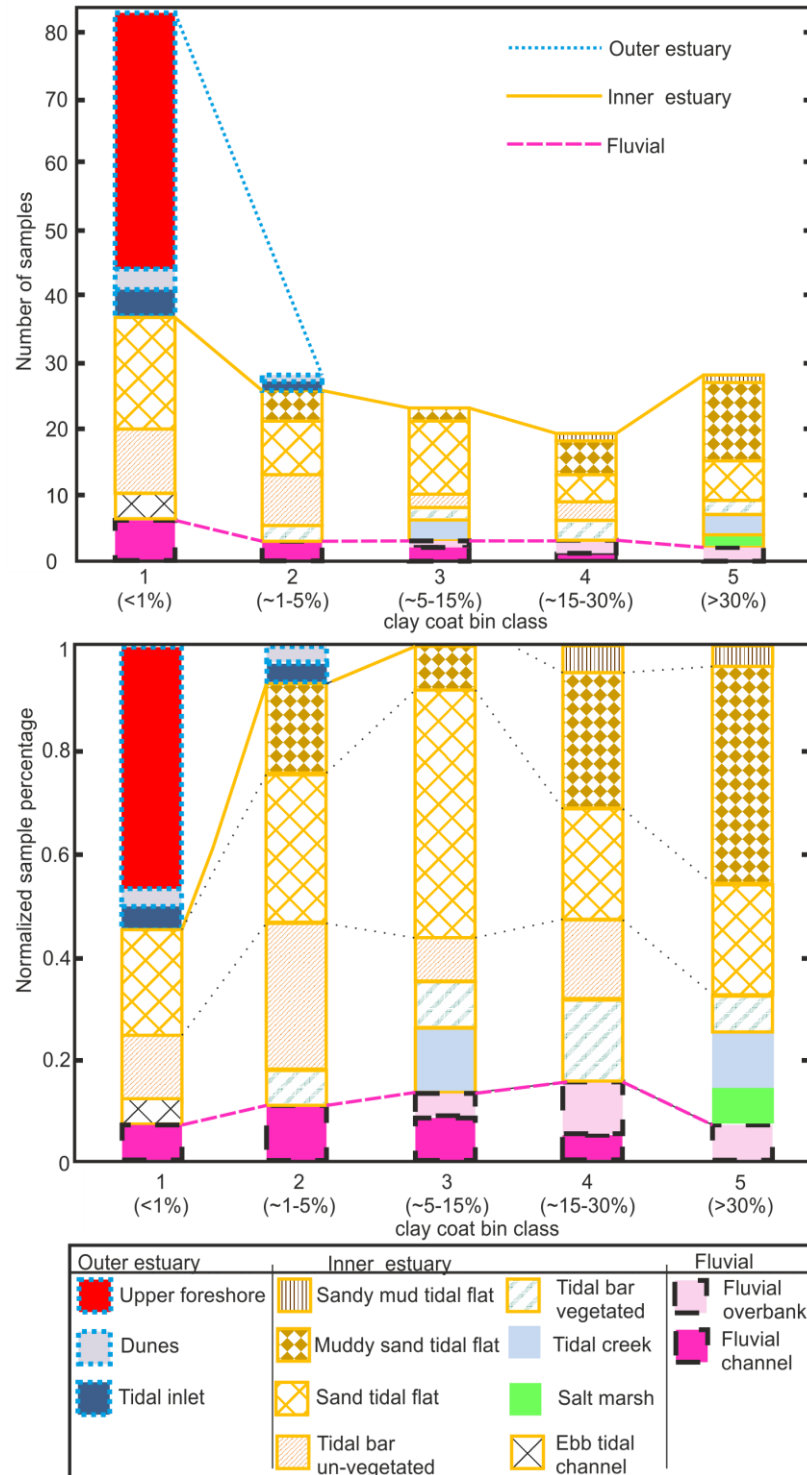 80
70
60
50
40
30
20
10
0
Number of samples
Outer estuary
Inner estuary
Fluvial
1 2 3 4 5
(<1%) (~1-5%) (~5-15%) (~15-30%) (>30%)
clay coat bin class
1
0.8
0.6
0.4
0.2
0
Normalized sample percentage
1 2 3 4 5
(<1%) (~1-5%) (~5-15%) (~15-30%) (>30%)
clay coat bin class
Outer estuary
Upper foreshore
Dunes
Tidal inlet
Inner estuary
Sandy mud tidal flat
Muddy sand tidal flat
Sand tidal flat
Tidal bar
un-vegetated
Tidal bar
vegetated
Tidal creek
Salt marsh
Ebb tidal
channel
Fluvial
Fluvial
overbank
Fluvial
channel